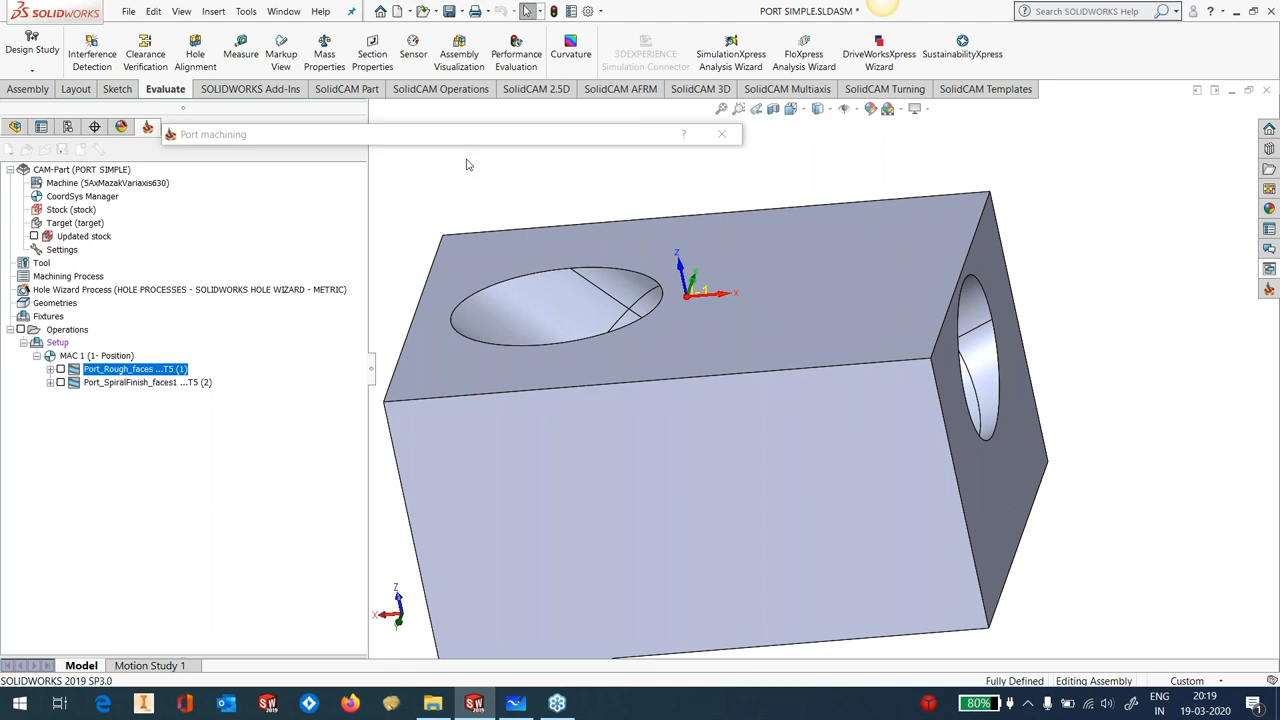 SOLIDWORKS File Edit View Insert Tools Window Help PORT SIMPLE.SLDASM * Search SOLIDWORKS Help
Design Study
Interference Detection
Clearance Verification
Hole Alignment
Measure
Markup View
Mass Properties
Section Properties
Sensor
Assembly Visualization
Performance Evaluation
Curvature
3DEXPERIENCE Simulation Connector
SimulationXpress Analysis Wizard
FloXpress Analysis Wizard
DriveWorksXpress Wizard
SustainabilityXpress
Assembly Layout Sketch Evaluate SOLIDWORKS Add-Ins SolidCAM Part SolidCAM Operations SolidCAM 2.5D SolidCAM AFRM SolidCAM 3D SolidCAM Multiaxis SolidCAM Turning SolidCAM Templates
Port machining ?
CAM-Part (PORT SIMPLE)
Machine (5AxMazakVariaxis630)
CoordSys Manager
Stock (stock)
Target (target)
Updated stock
Settings
Tool
Machining Process
Hole Wizard Process (HOLE PROCESSES - SOLIDWORKS HOLE WIZARD - METRIC)
Geometries
Fixtures
Operations
Setup
MAC 1 (1- Position)
Port_Rough_faces ...T5 (1)
Port_SpiralFinish_faces1 ...T5 (2)
Z
X
Z
X
Model Motion Study 1
SOLIDWORKS 2019 SP3.0 Fully Defined Editing Assembly Custom
80% ENG 20:19
IN 19-03-2020